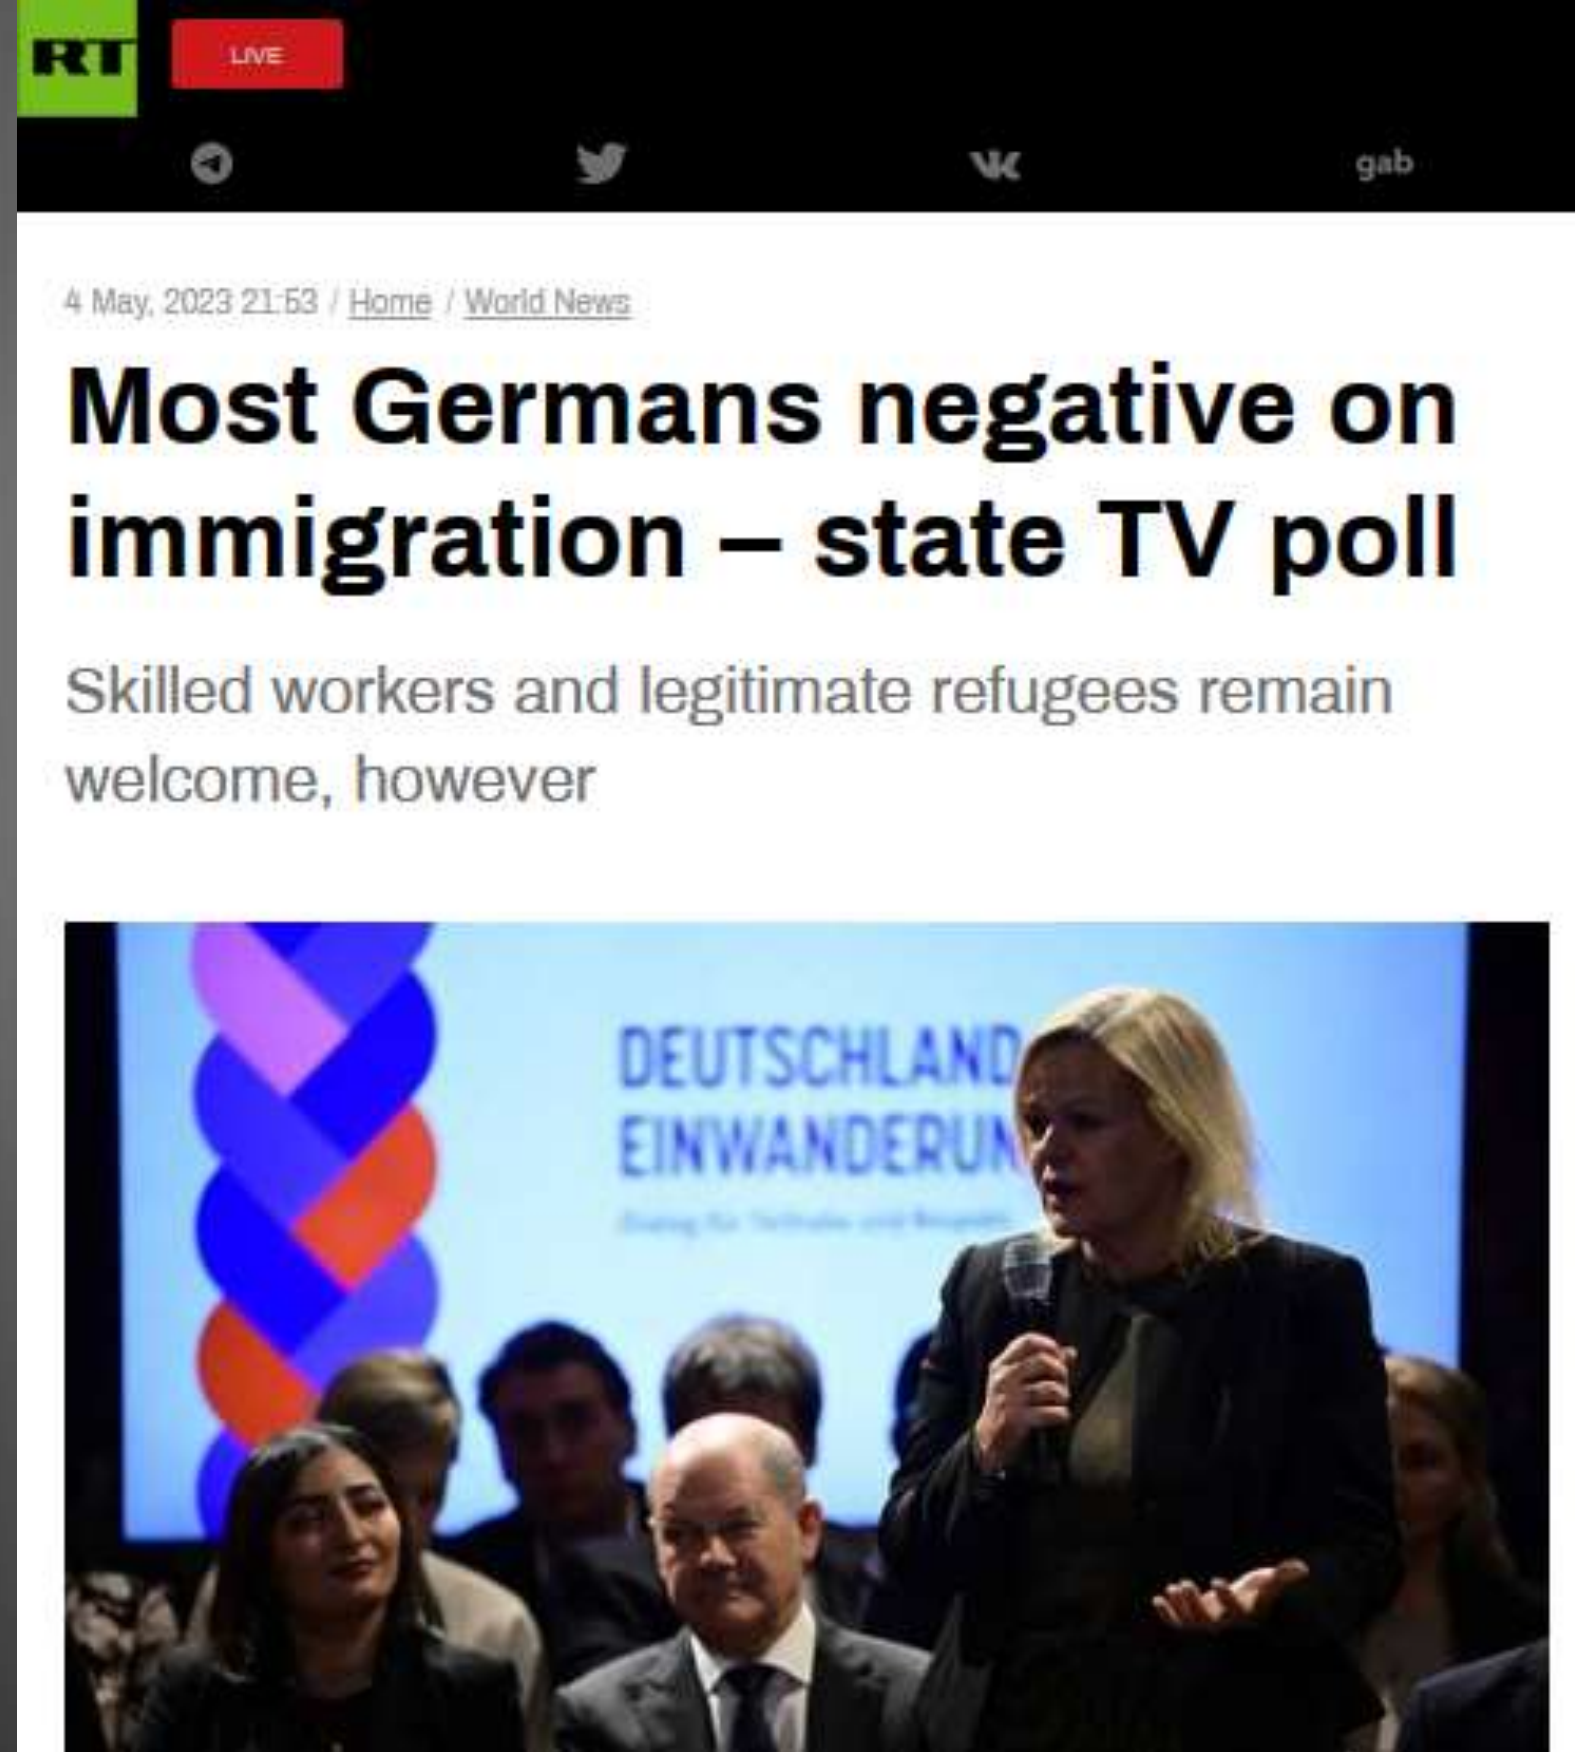 RT
LIVE
gab
4 May, 2023 21:53 / Home / World News
Most Germans negative on
immigration – state TV poll
Skilled workers and legitimate refugees remain
welcome, however
DEUTSCHLAND
EINWANDERUN